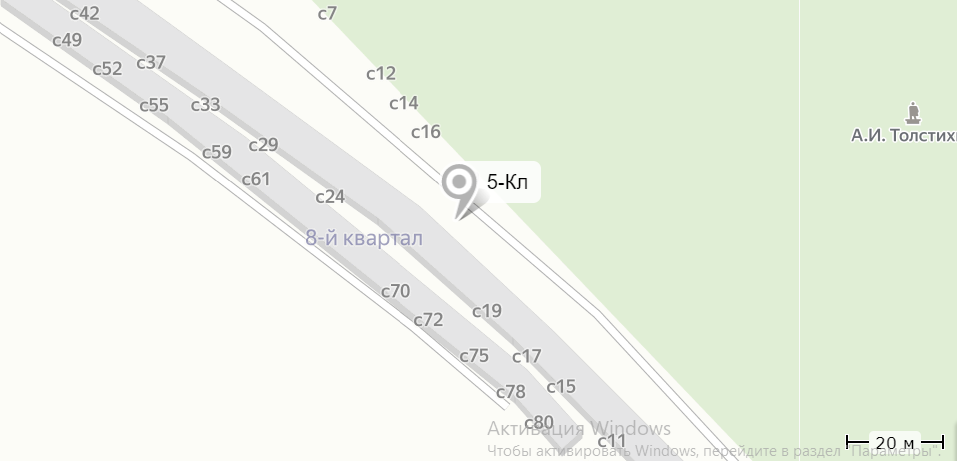 с42
с7
с49
с37
с52
с12
с55
с33
с14
с16
А.И.
с59
с29
с61
5-Кл
с24
8-й квартал
с70
с19
с72
с75
с17
с15
с78
с80
Активация Windows
с11
20 м
Чтобы активировать Windows, перейдите в раздел "Параметры".